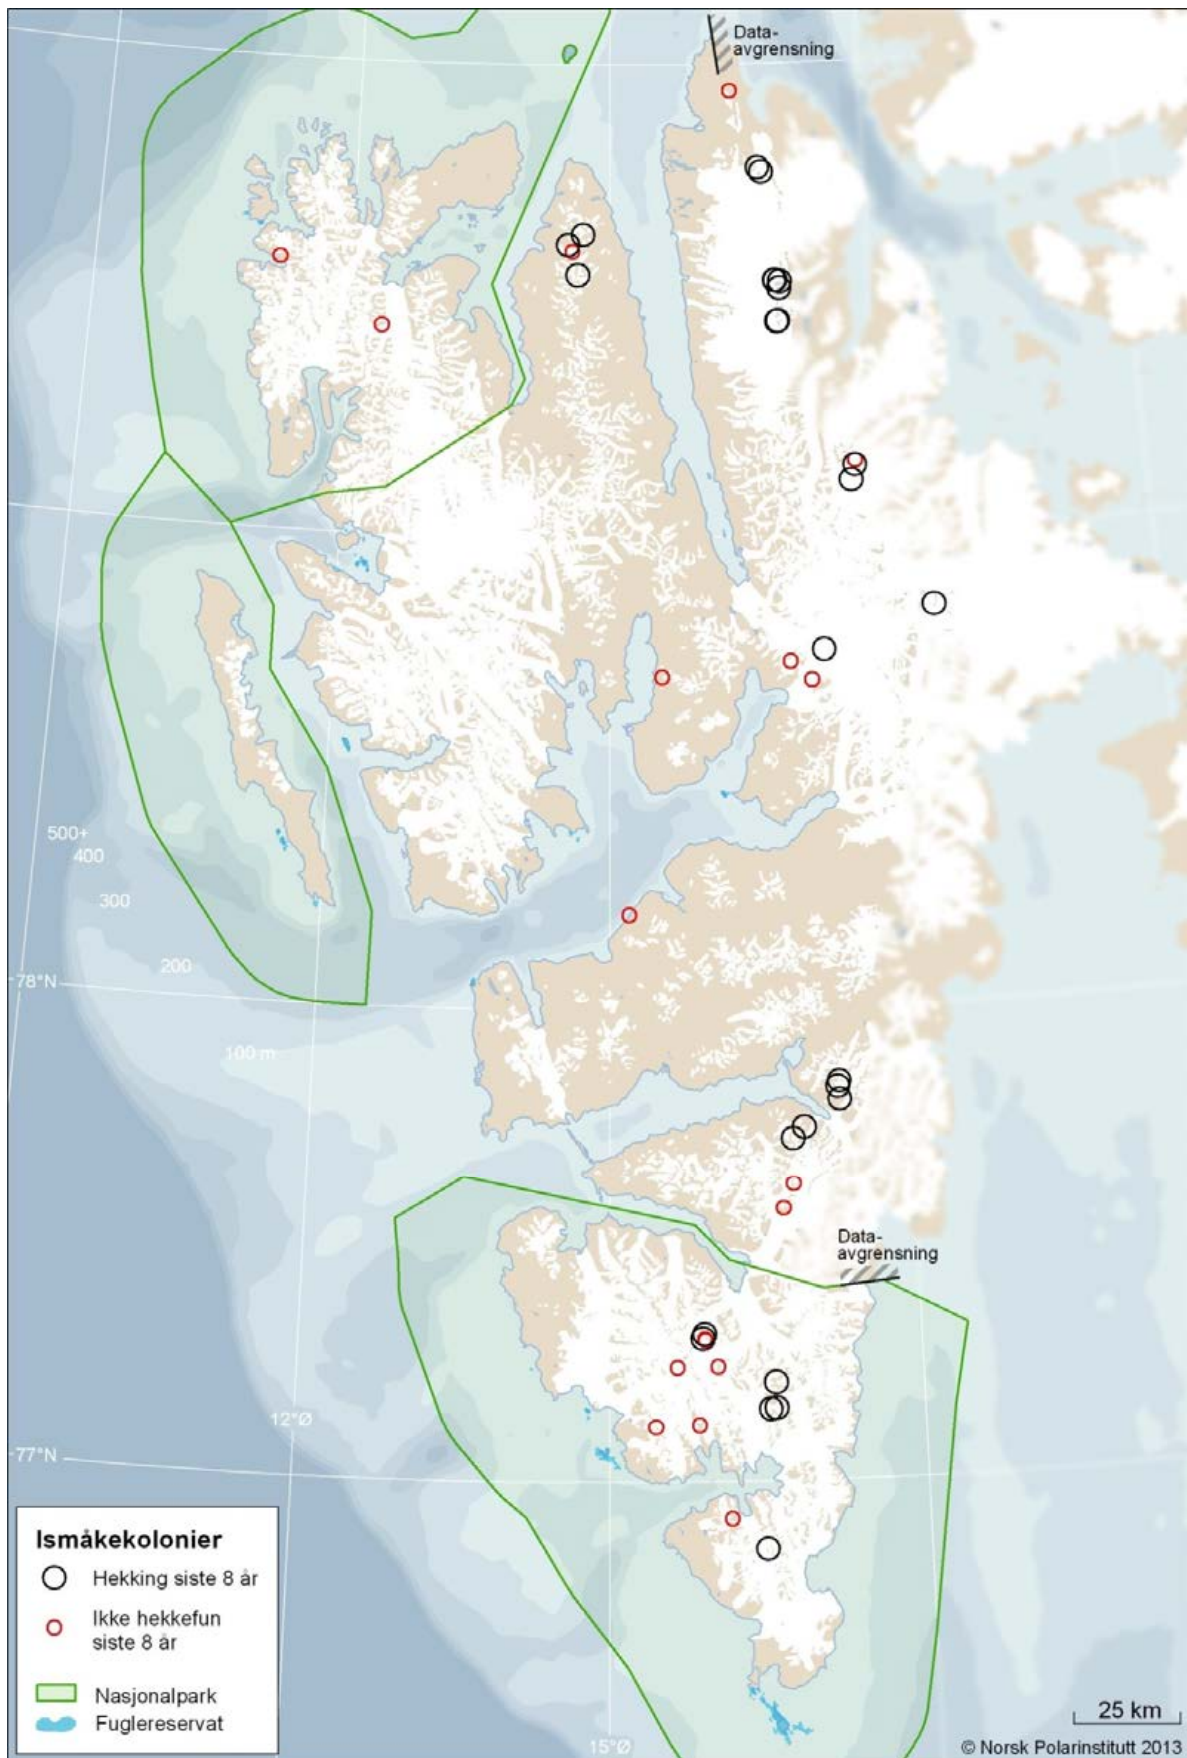 Data-
avgrensning
500+
400
300
200
78°N
100 m
Data-
avgrensning
12°Ø
77°N
Ismåkekolonier
Hekking siste 8 år
Ikke hekkefun
siste 8 år
Nasjonalpark
Fuglereservat
25 km
15°Ø
© Norsk Polarinstitutt 2013